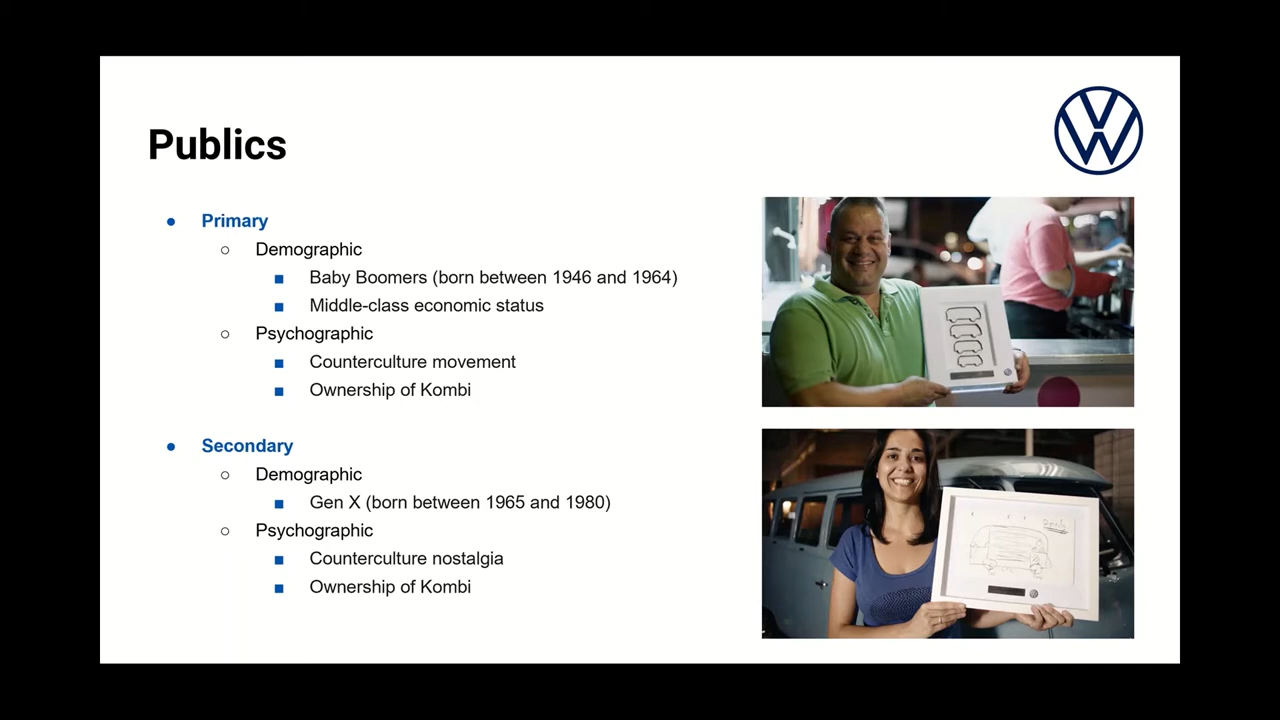 Publics
Primary
Demographic
Baby Boomers (born between 1946 and 1964)
Middle-class economic status
Psychographic
Counterculture movement
Ownership of Kombi
Secondary
Demographic
Gen X (born between 1965 and 1980)
Psychographic
Counterculture nostalgia
Ownership of Kombi